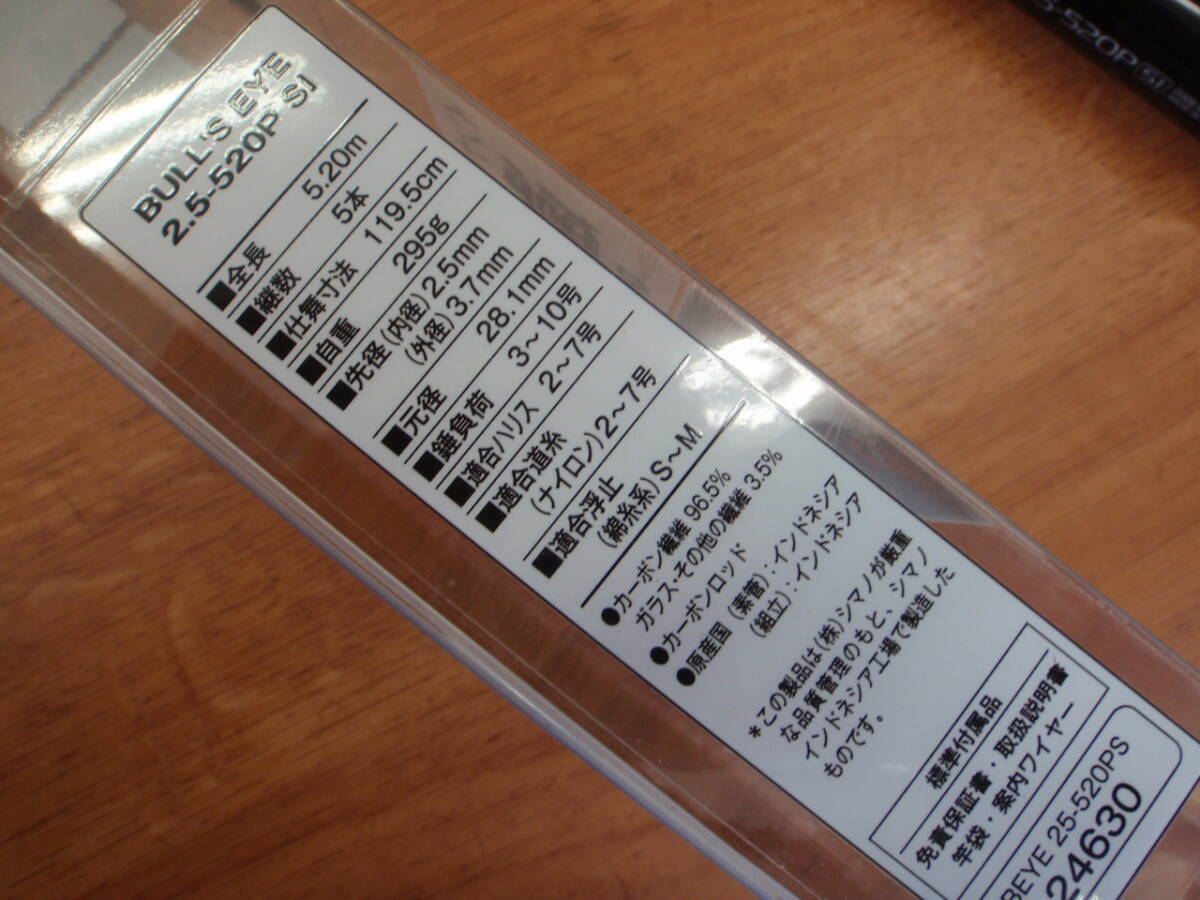 BULL'S EYE
2.5-520P SI
■全長 5.20m
■継数 5本
■仕舞寸法 119.5cm
■自重 295g
■先径(内径)2.5mm
(外径)3.7mm
■元径 28.1mm
■錘負荷 3~10号
■適合ハリス 2~7号
■適合道糸
(ナイロン)2~7号
■適合浮止
(綿糸系)S~M
●カーボン繊維 96.5%
ガラス・その他の繊維 3.5%
●カーボンロッド
●原産国(素管):インドネシア
(組立):インドネシア
*この製品は(株)シマノが厳重
な品質管理のもと、シマノ
インドネシア工場で製造した
ものです。
標準付属品
免責保証書・取扱説明書
竿袋・案内ワイヤー
BEYE 25-520PS
24630
5-520P SI